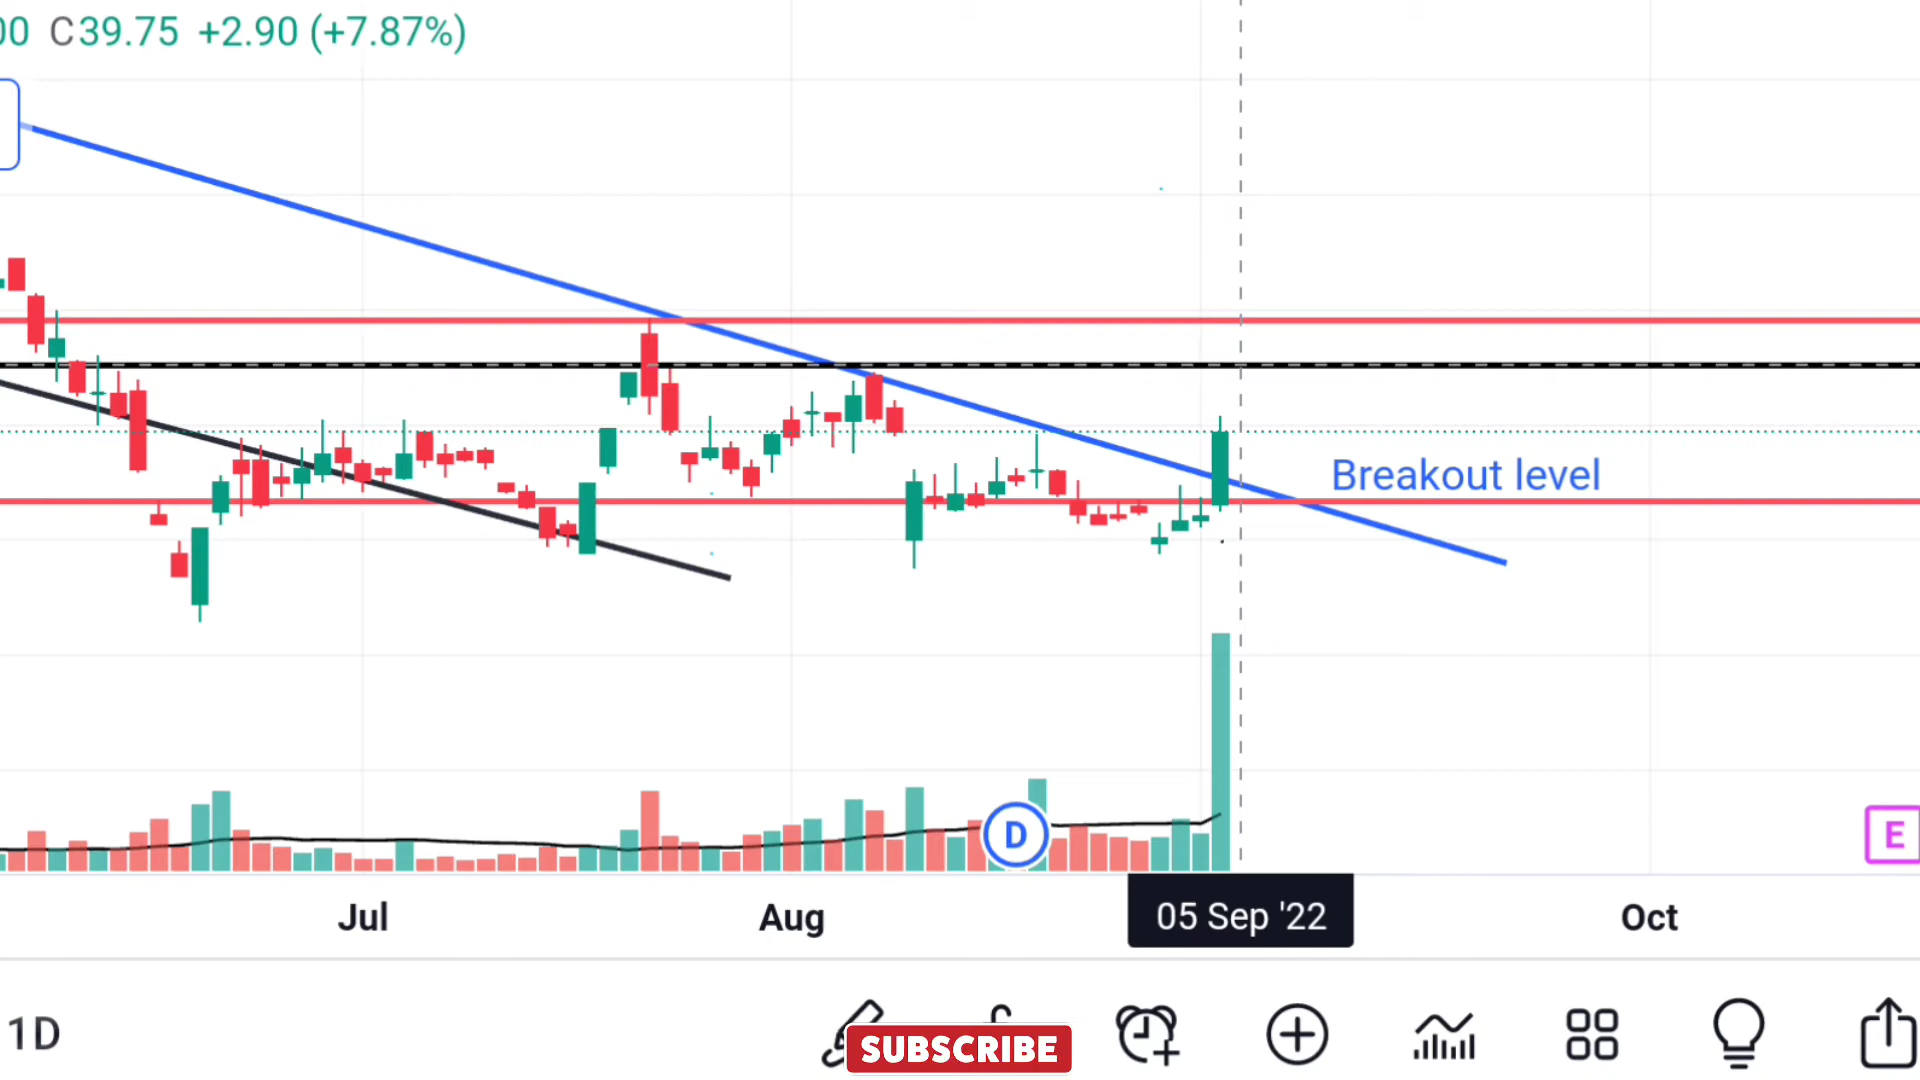 00 C39.75 +2.90 (+7.87%)
Breakout level
D
E
Jul Aug 05 Sep '22 Oct
1D
SUBSCRIBE